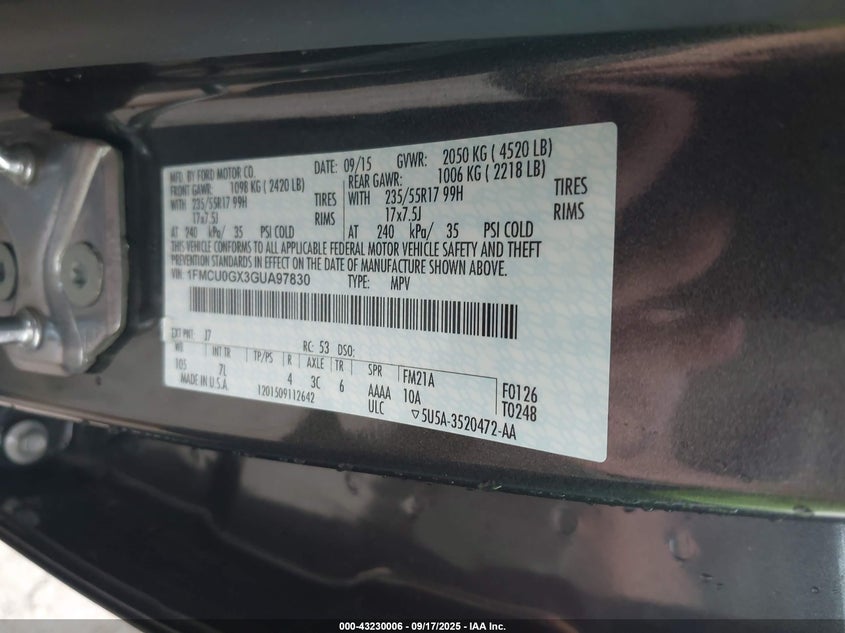 MFD. BY FORD MOTOR CO.
DATE: 09/15 GVWR: 2050 KG ( 4520 LB)
FRONT GAWR: 1098 KG ( 2420 LB)
REAR GAWR: 1006 KG ( 2218 LB)
WITH 235/55R17 99H TIRES
WITH 235/55R17 99H TIRES
17x7.5J RIMS
17x7.5J RIMS
AT 240 kPa/ 35 PSI COLD
AT 240 kPa/ 35 PSI COLD
THIS VEHICLE CONFORMS TO ALL APPLICABLE FEDERAL MOTOR VEHICLE SAFETY AND THEFT
PREVENTION STANDARDS IN EFFECT ON THE DATE OF MANUFACTURE SHOWN ABOVE.
VIN: 1FMCU0GX3GUA97830 TYPE: MPV
EXT PNT: J7 RC: 53 DSO:
WB INT TR TP/PS R AXLE TR SPR FM21A
105 7L 4 3C 6 AAAA 10A F0126
MADE IN U.S.A. 1201509112642 ULC T0248
▽5U5A-3520472-AA
000-43230006 - 09/17/2025 - IAA Inc.